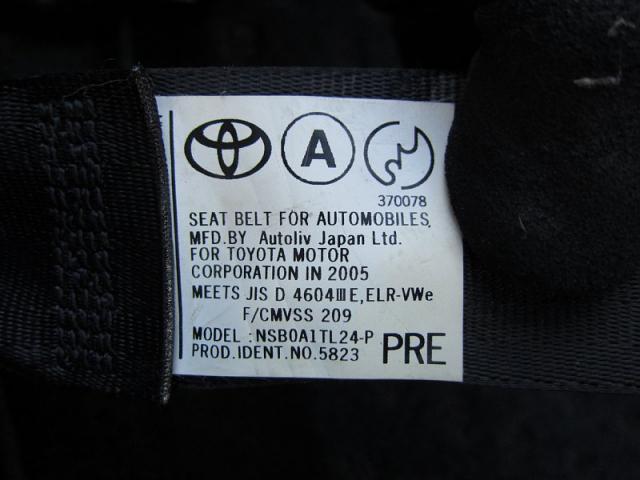 A
370078
SEAT BELT FOR AUTOMOBILES,
MFD.BY Autoliv Japan Ltd.
FOR TOYOTA MOTOR
CORPORATION IN 2005
MEETS JIS D 4604ⅢE,ELR-VWe
F/CMVSS 209
MODEL :NSB0A1TL24-P
PROD.IDENT.NO.5823 PRE